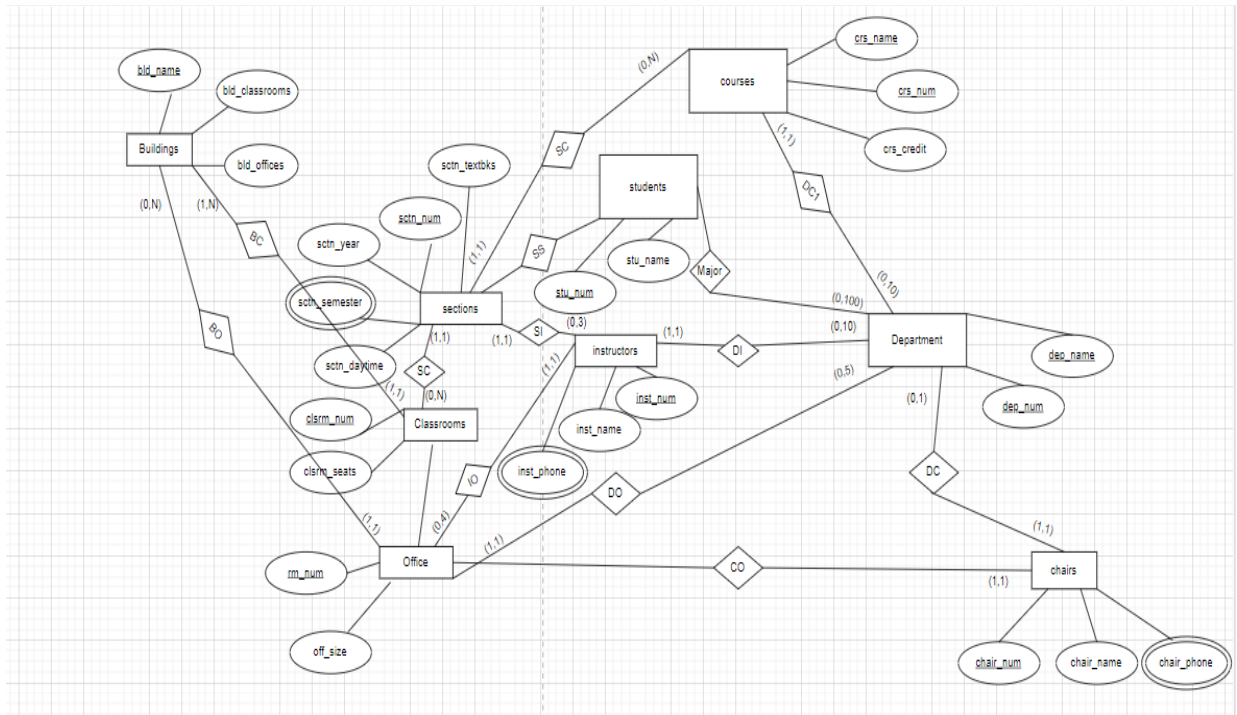 crs_name
(0,N)
bld_name
courses
bld_classrooms
crs_num
(1,1)
Buildings
crs_credit
SC
sctn_textbks
bld_offices
students
DC1
(0,N)
(1,N)
sctn_num
BC
sctn_year
SS
(1,1)
stu_name
Major
(0,10)
stu_num
sctn_semester
sections
(0,100)
BO
(0,3)
SI
(1,1)
(1,1)
(1,1)
(0,10)
Department
instructors
DI
dep_name
(1,1)
sctn_daytime
SC
(0,5)
(1,1)
(0,N)
inst_num
(0,1)
dep_num
clsrm_num
Classrooms
inst_name
clsrm_seats
inst_phone
DC
IO
DO
(1,1)
(0,4)
(1,1)
(1,1)
Office
rm_num
CO
chairs
(1,1)
off_size
chair_num
chair_name
chair_phone